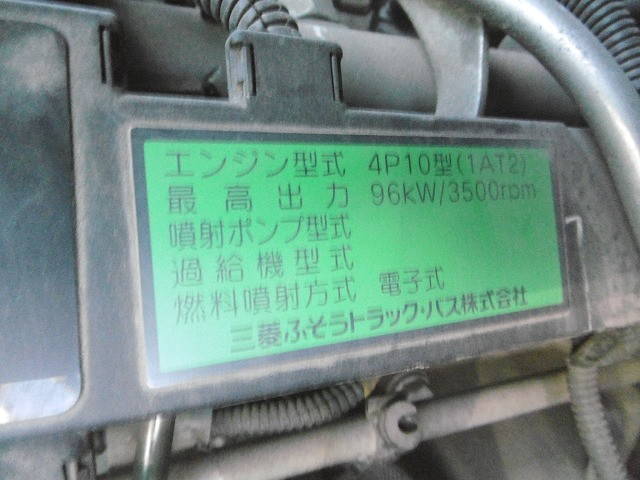 エンジン型式 4P10型(1AT2)
最高出力 96kW/3500rpm
噴射ポンプ型式
過給機型式
燃料噴射方式 電子式
三菱ふそうトラック・バス株式会社